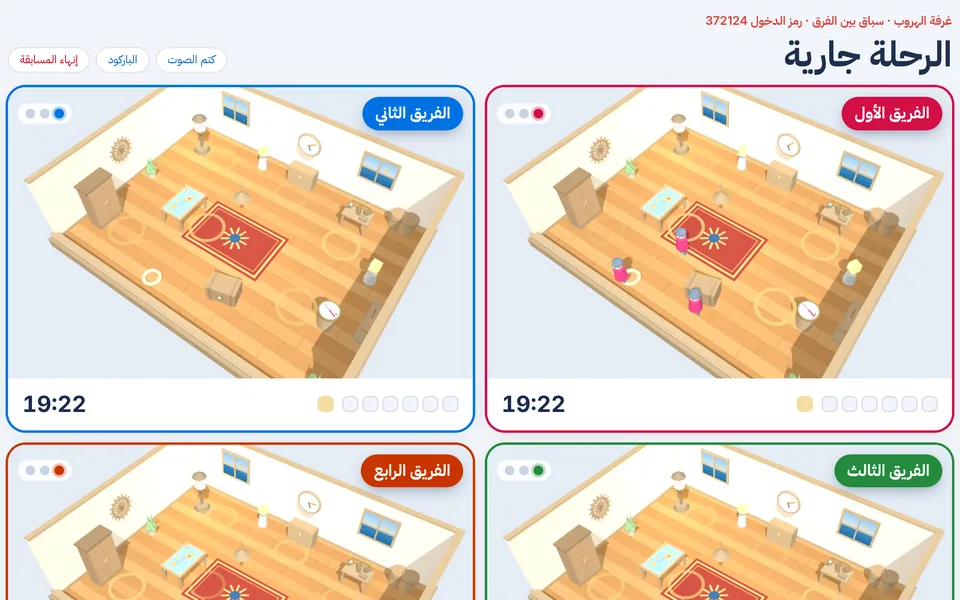 غرفة الهروب · سباق بين الفرق · رمز الدخول 372124
الرحلة جارية
كتم الصوت
الباركود
إنهاء المسابقة
الفريق الأول
19:22
الفريق الثاني
19:22
الفريق الثالث
الفريق الرابع